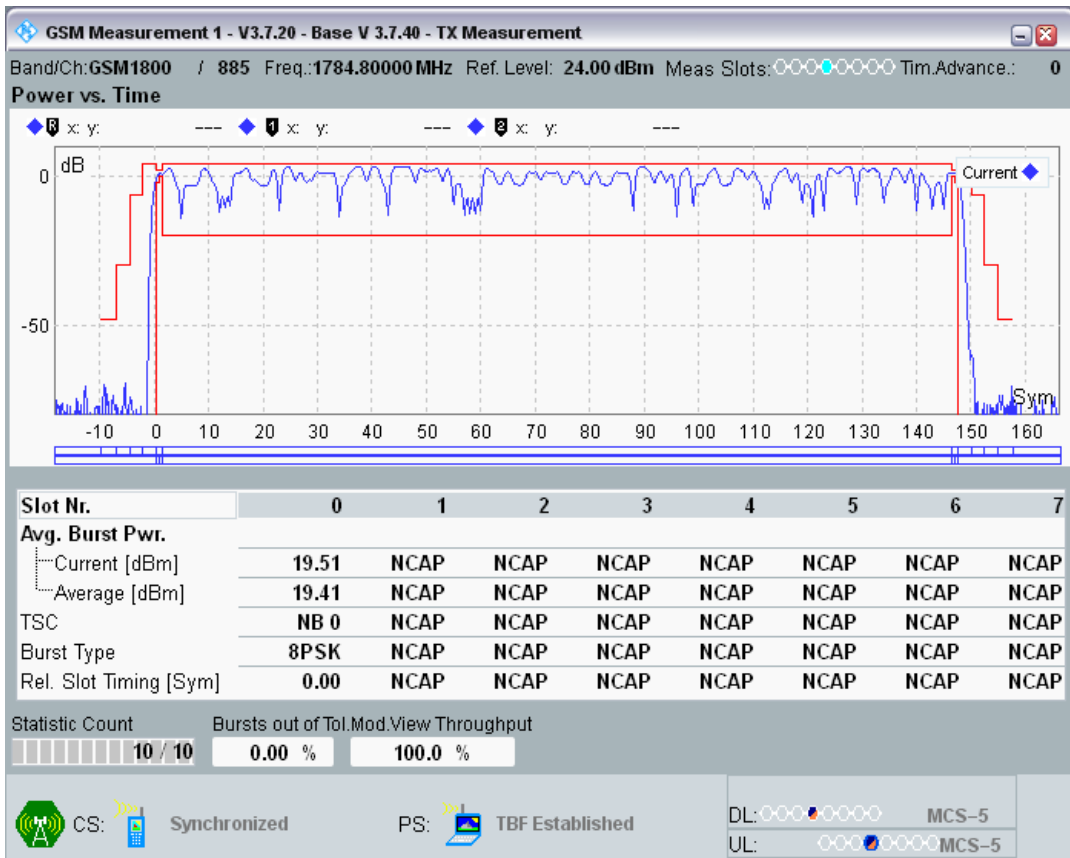 GSM Measurement 1 - V3.7.20 - Base V 3.7.40 - TX Measurement
Band/Ch:GSM1800 / 885 Freq.:1784.80000 MHz Ref. Level: 24.00 dBm Meas Slots: Tim.Advance.: 0
Power vs. Time
R x: y: --- 1 x: y: --- 2 x: y: ---
dB
Current
0
-50
Sym
-10 0 10 20 30 40 50 60 70 80 90 100 110 120 130 140 150 160
Slot Nr. 0 1 2 3 4 5 6 7
Avg. Burst Pwr.
Current [dBm] 19.51 NCAP NCAP NCAP NCAP NCAP NCAP NCAP
Average [dBm] 19.41 NCAP NCAP NCAP NCAP NCAP NCAP NCAP
TSC NB 0 NCAP NCAP NCAP NCAP NCAP NCAP NCAP
Burst Type 8PSK NCAP NCAP NCAP NCAP NCAP NCAP NCAP
Rel. Slot Timing [Sym] 0.00 NCAP NCAP NCAP NCAP NCAP NCAP NCAP
Statistic Count Bursts out of Tol.Mod.View Throughput
10 / 10 0.00 % 100.0 %
CS: Synchronized PS: TBF Established DL: MCS-5
UL: MCS-5